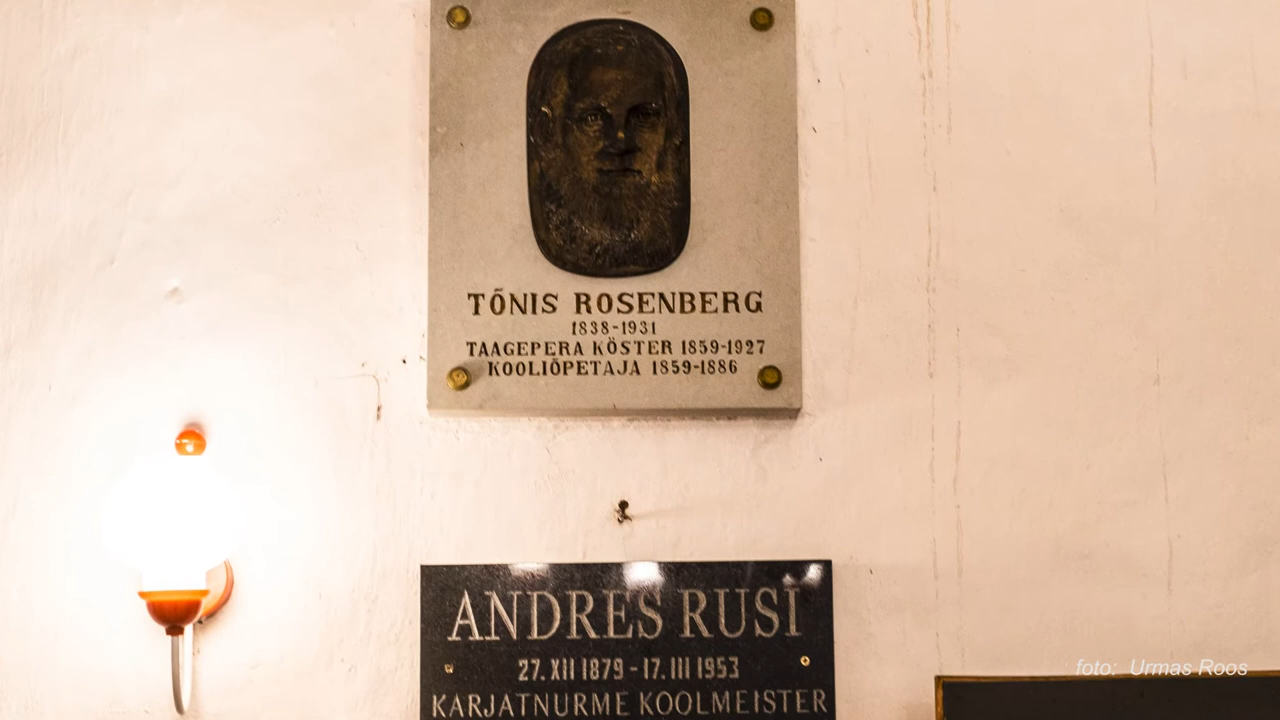 TÕNIS ROSENBERG
1838-1931
TAAGEPERA KÖSTER 1859-1927
KOOLIÕPETAJA 1859-1886
ANDRES RUSI
27. XII 1879 - 17. III 1953
KARJATNURME KOOLMEISTER
foto: Urmas Roos